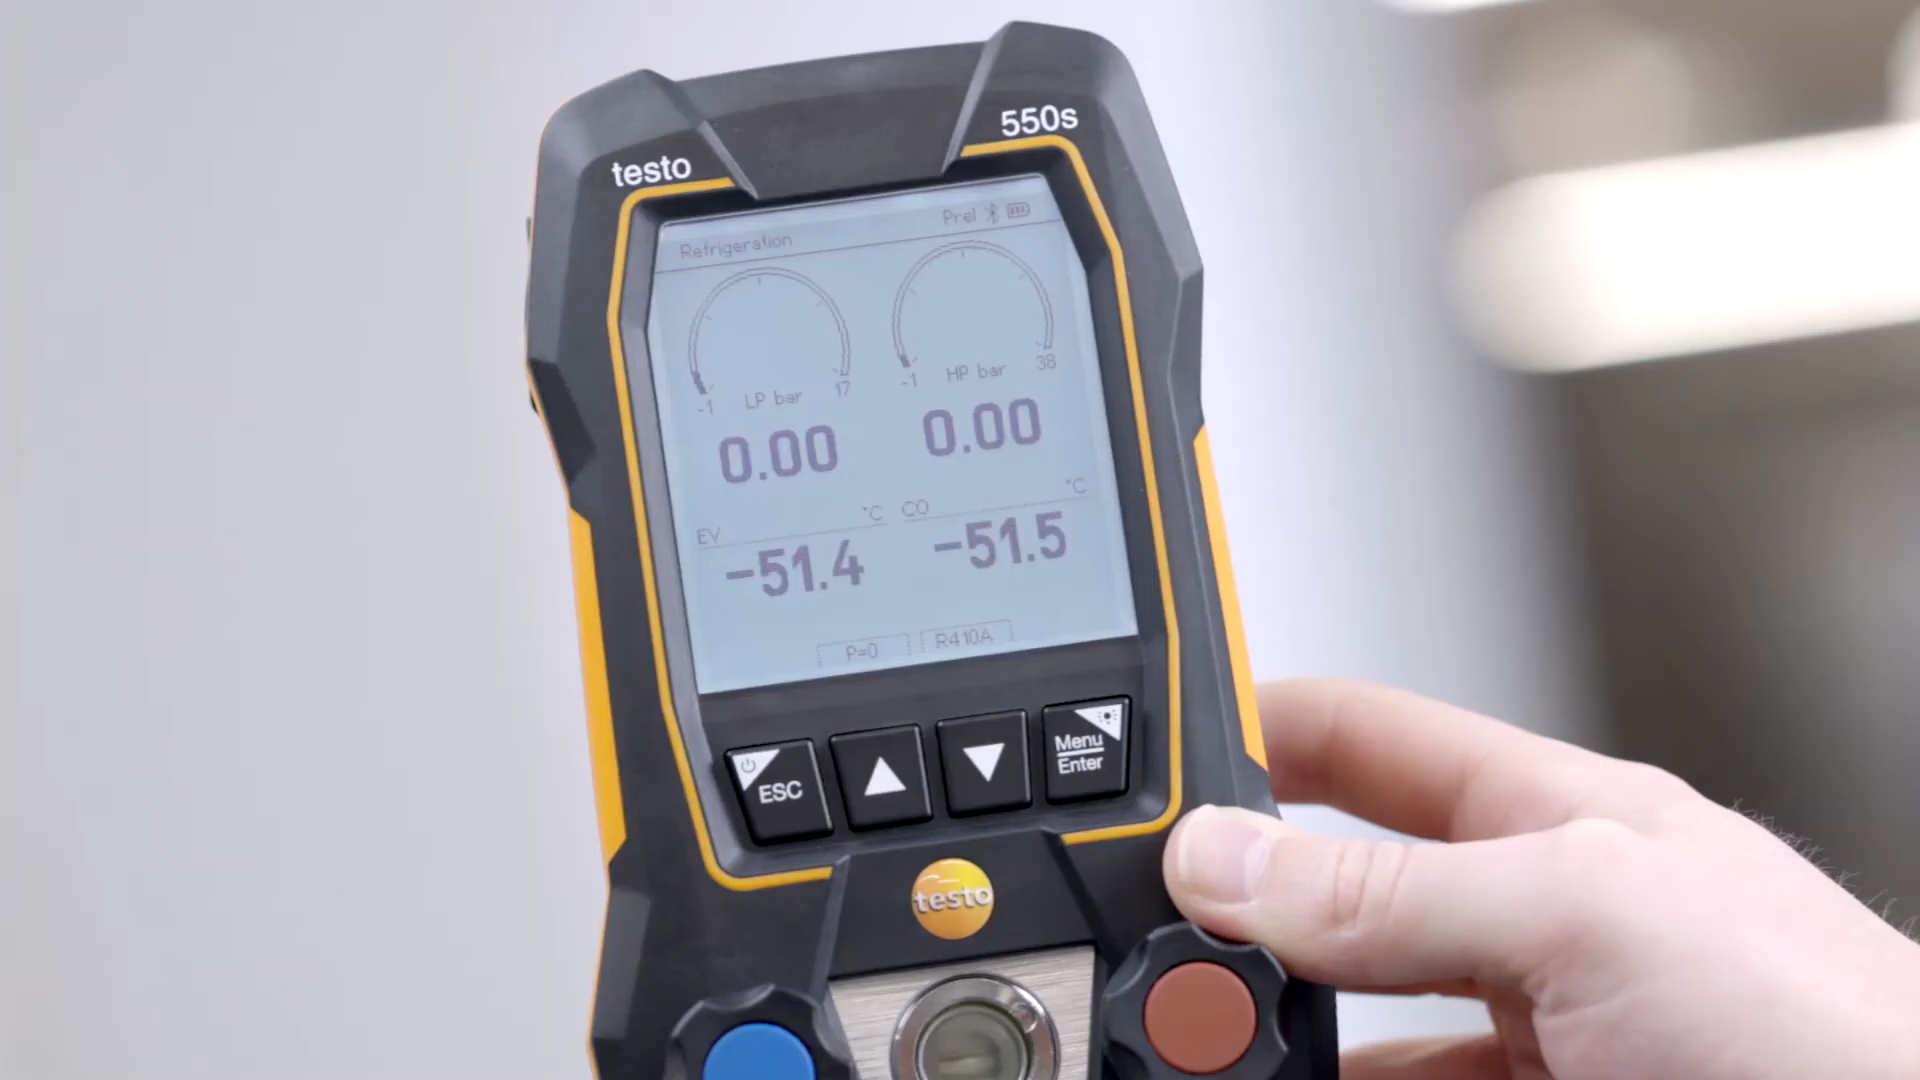 testo
550s
Refrigeration
Prel
-1
LP bar
17
-1
HP bar
38
0.00
0.00
EV
°C
CO
°C
-51.4
-51.5
P=0
R410A
ESC
Menu
Enter
testo